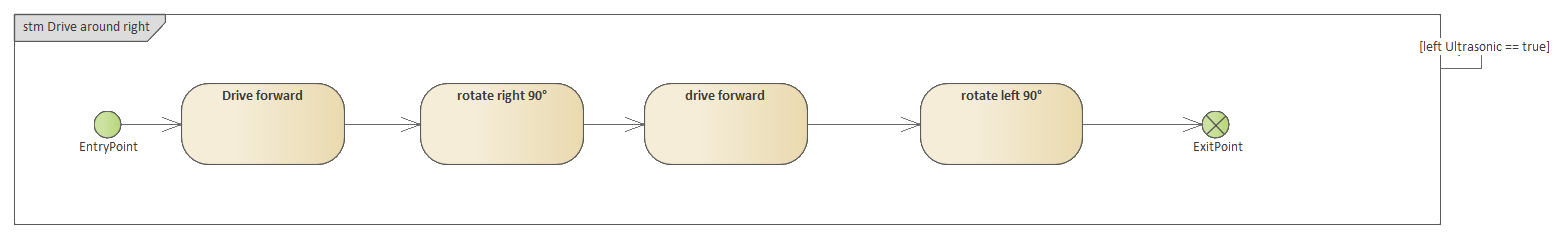 stm Drive around right
[left Ultrasonic == true]
Drive forward
rotate right 90°
drive forward
rotate left 90°
EntryPoint
ExitPoint